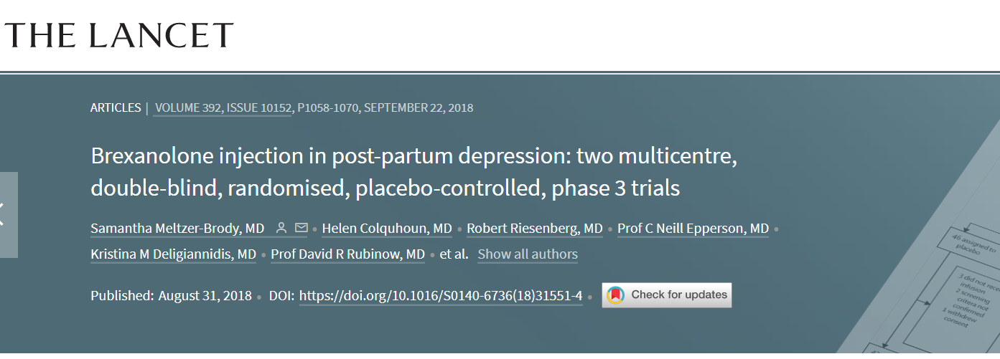 THE LANCET
ARTICLES | VOLUME 392, ISSUE 10152, P1058-1070, SEPTEMBER 22, 2018
Brexanolone injection in post-partum depression: two multicentre,
double-blind, randomised, placebo-controlled, phase 3 trials
Samantha Meltzer-Brody, MD • Helen Colquhoun, MD • Robert Riesenberg, MD • Prof C Neill Epperson, MD •
Kristina M Deligiannidis, MD • Prof David R Rubinow, MD • et al. Show all authors
Published: August 31, 2018 • DOI: https://doi.org/10.1016/S0140-6736(18)31551-4 • Check for updates
46 assigned to
placebo
3 did not
infusion
2 screening
criteria not
confirmed
1 withdrew
consent